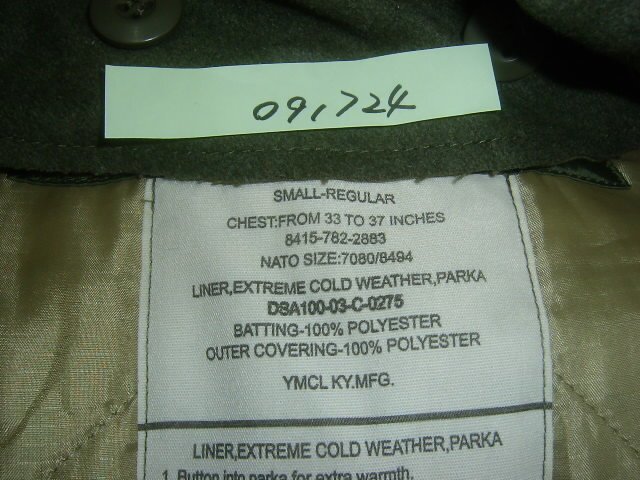 091724
SMALL-REGULAR
CHEST:FROM 33 TO 37 INCHES
8415-782-2883
NATO SIZE:7080/8494
LINER,EXTREME COLD WEATHER,PARKA
DSA100-03-C-0275
BATTING-100% POLYESTER
OUTER COVERING-100% POLYESTER
YMCL KY.MFG.
LINER,EXTREME COLD WEATHER,PARKA
1. Button into parka for extra warmth.